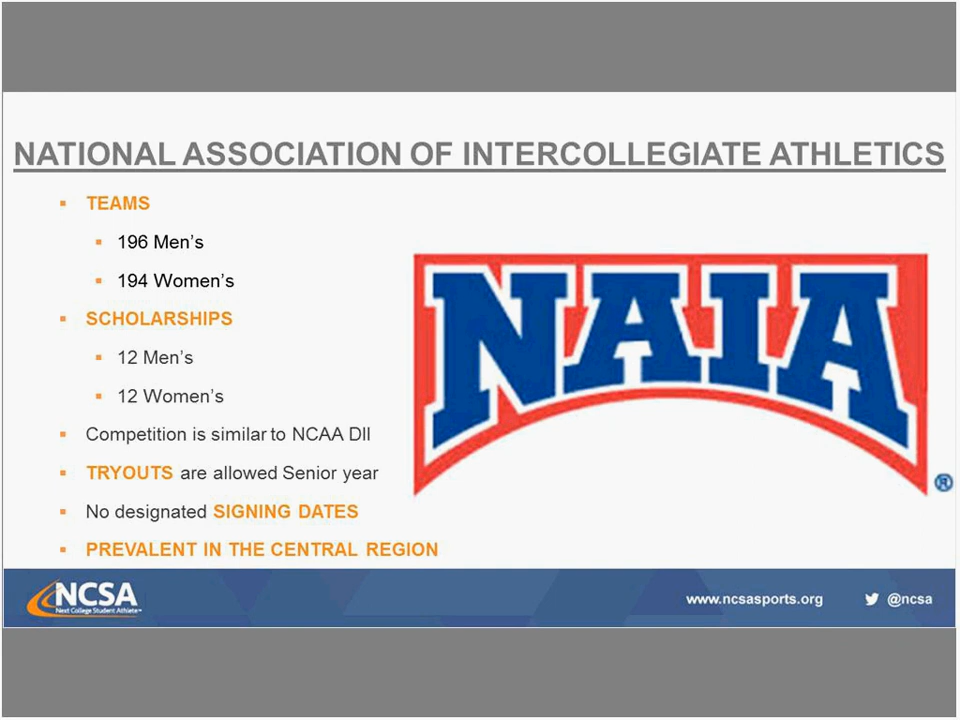 NATIONAL ASSOCIATION OF INTERCOLLEGIATE ATHLETICS
TEAMS
196 Men’s
194 Women’s
SCHOLARSHIPS
12 Men’s
12 Women’s
Competition is similar to NCAA DII
TRYOUTS are allowed Senior year
No designated SIGNING DATES
PREVALENT IN THE CENTRAL REGION
NAIA
®
NCSA
Next College Student Athlete™
www.ncsasports.org
@ncsa